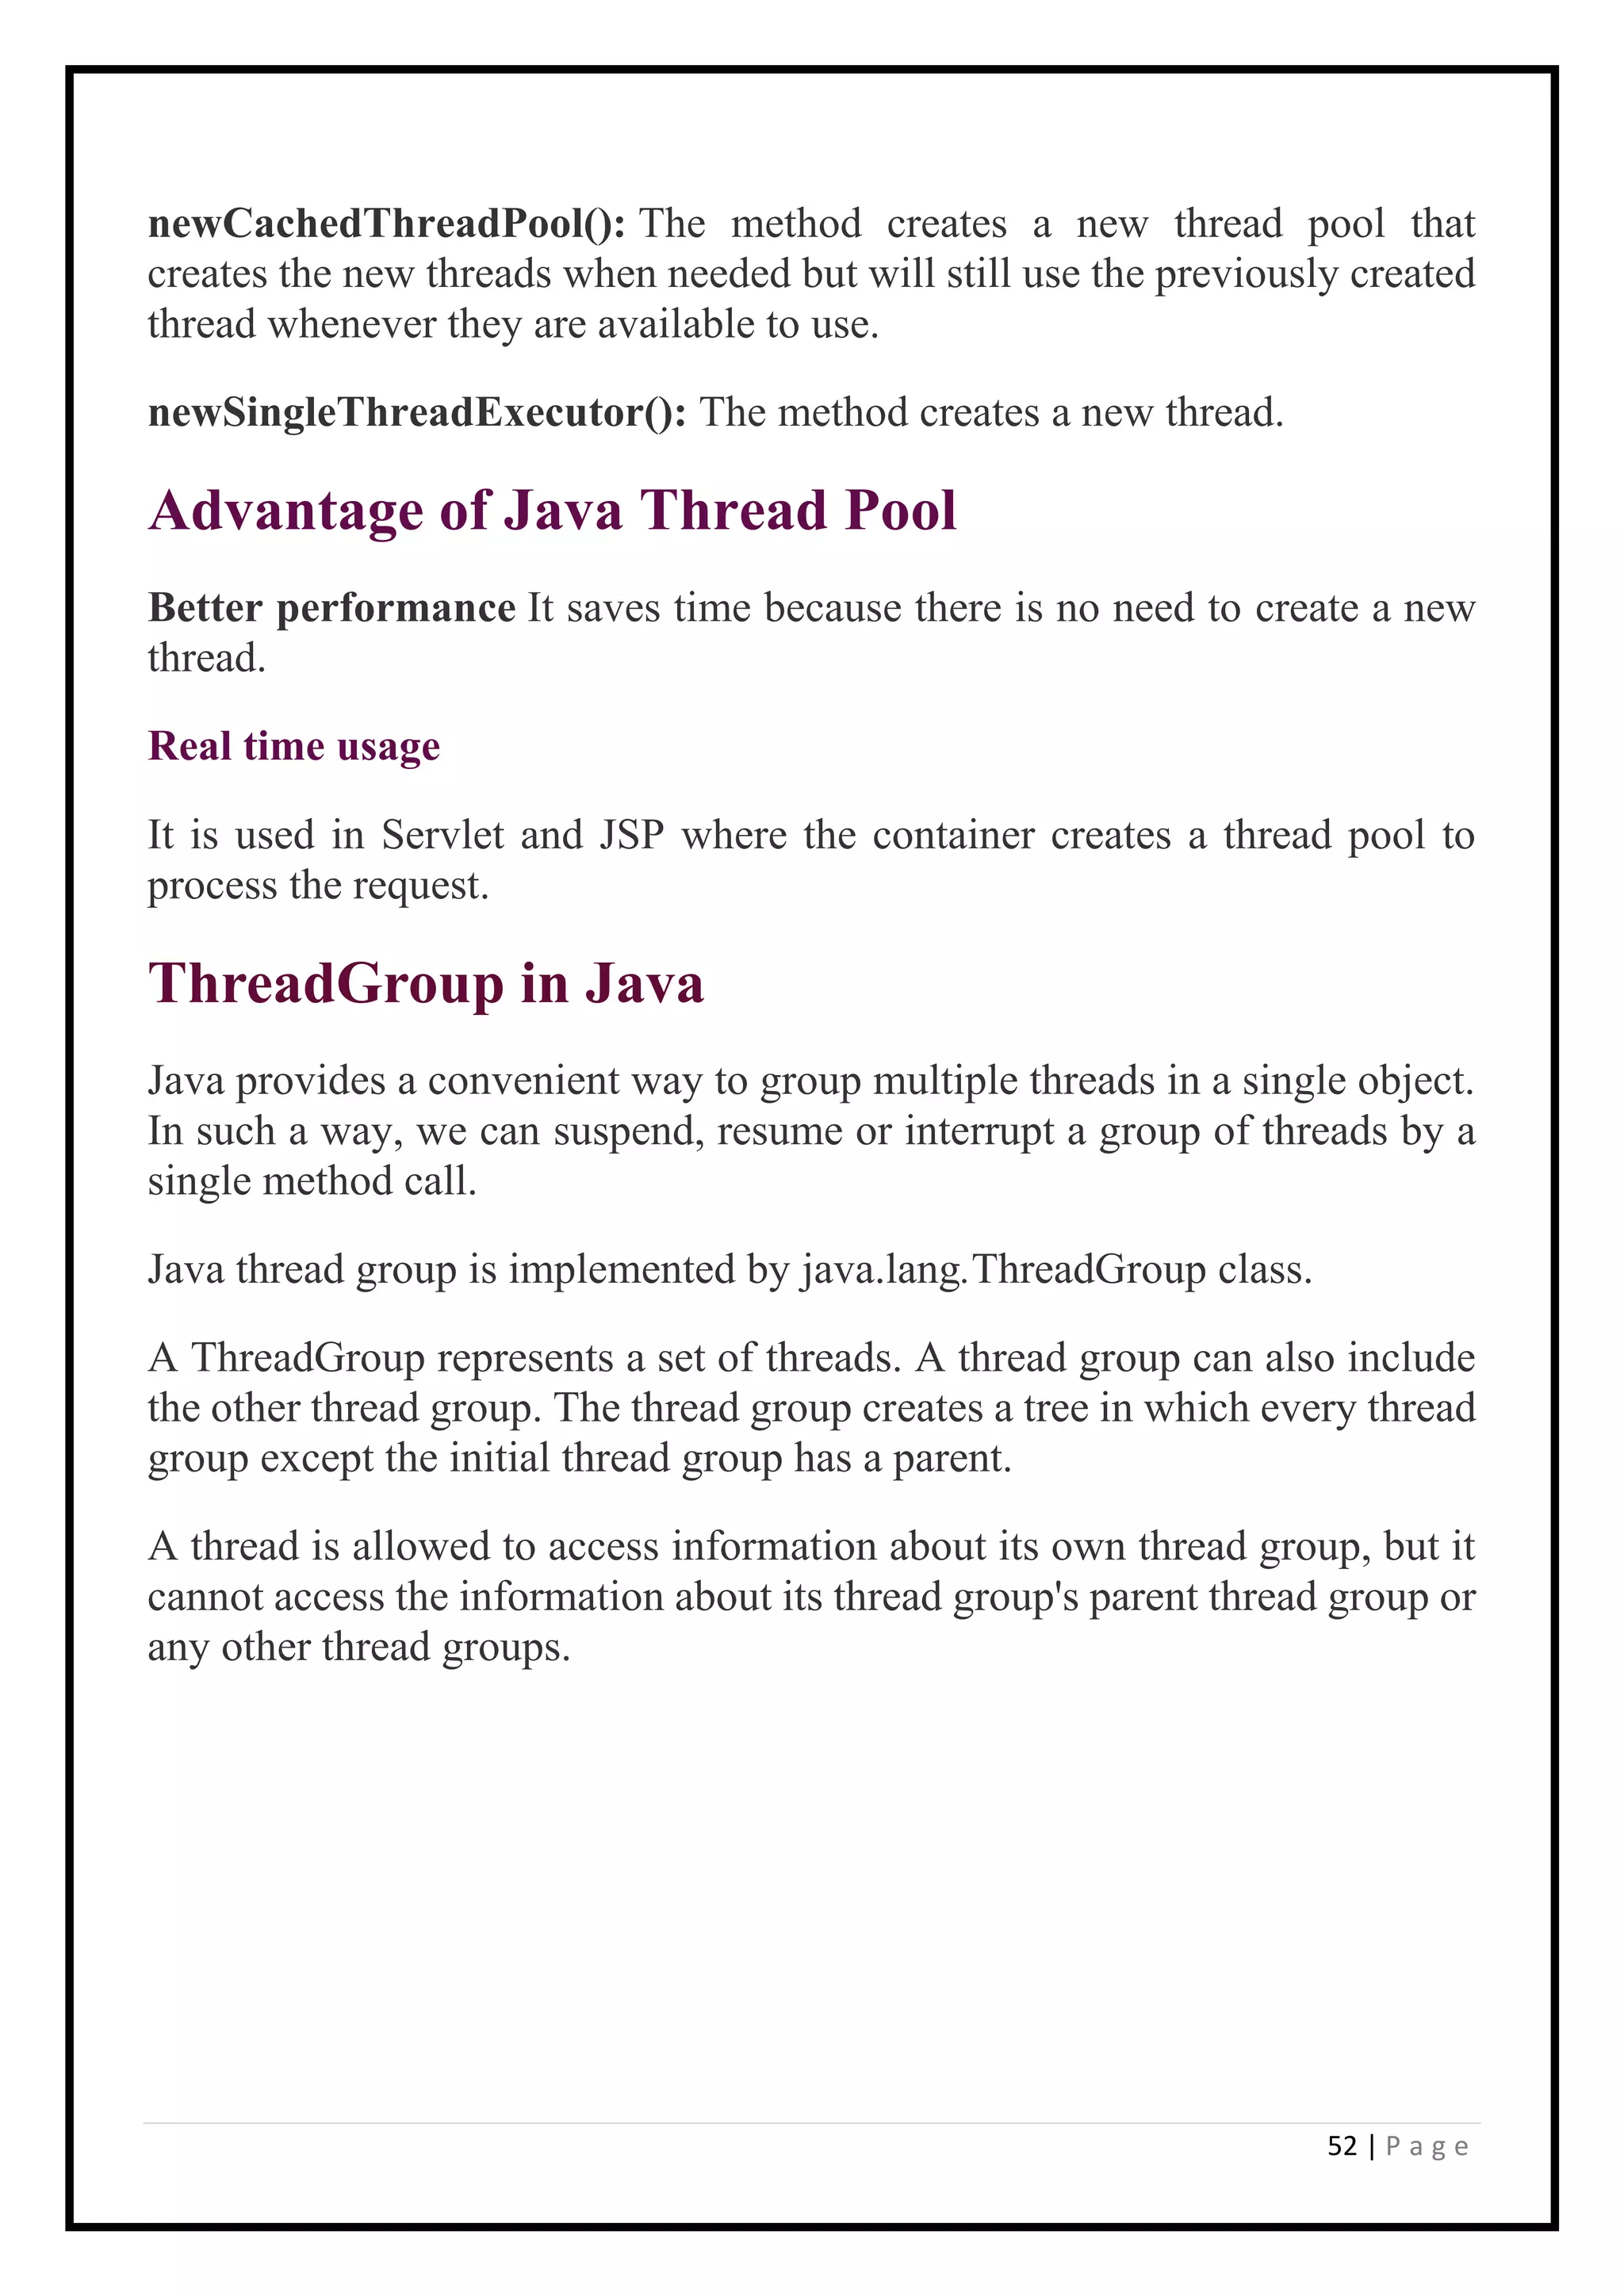 newCachedThreadPool(): The method creates a new thread pool that
creates the new threads when needed but will still use the previously created
thread whenever they are available to use.
newSingleThreadExecutor(): The method creates a new thread.
Advantage of Java Thread Pool
Better performance It saves time because there is no need to create a new
thread.
Real time usage
It is used in Servlet and JSP where the container creates a thread pool to
process the request.
ThreadGroup in Java
Java provides a convenient way to group multiple threads in a single object.
In such a way, we can suspend, resume or interrupt a group of threads by a
single method call.
Java thread group is implemented by java.lang.ThreadGroup class.
A ThreadGroup represents a set of threads. A thread group can also include
the other thread group. The thread group creates a tree in which every thread
group except the initial thread group has a parent.
A thread is allowed to access information about its own thread group, but it
cannot access the information about its thread group's parent thread group or
any other thread groups.
52 | P a g e